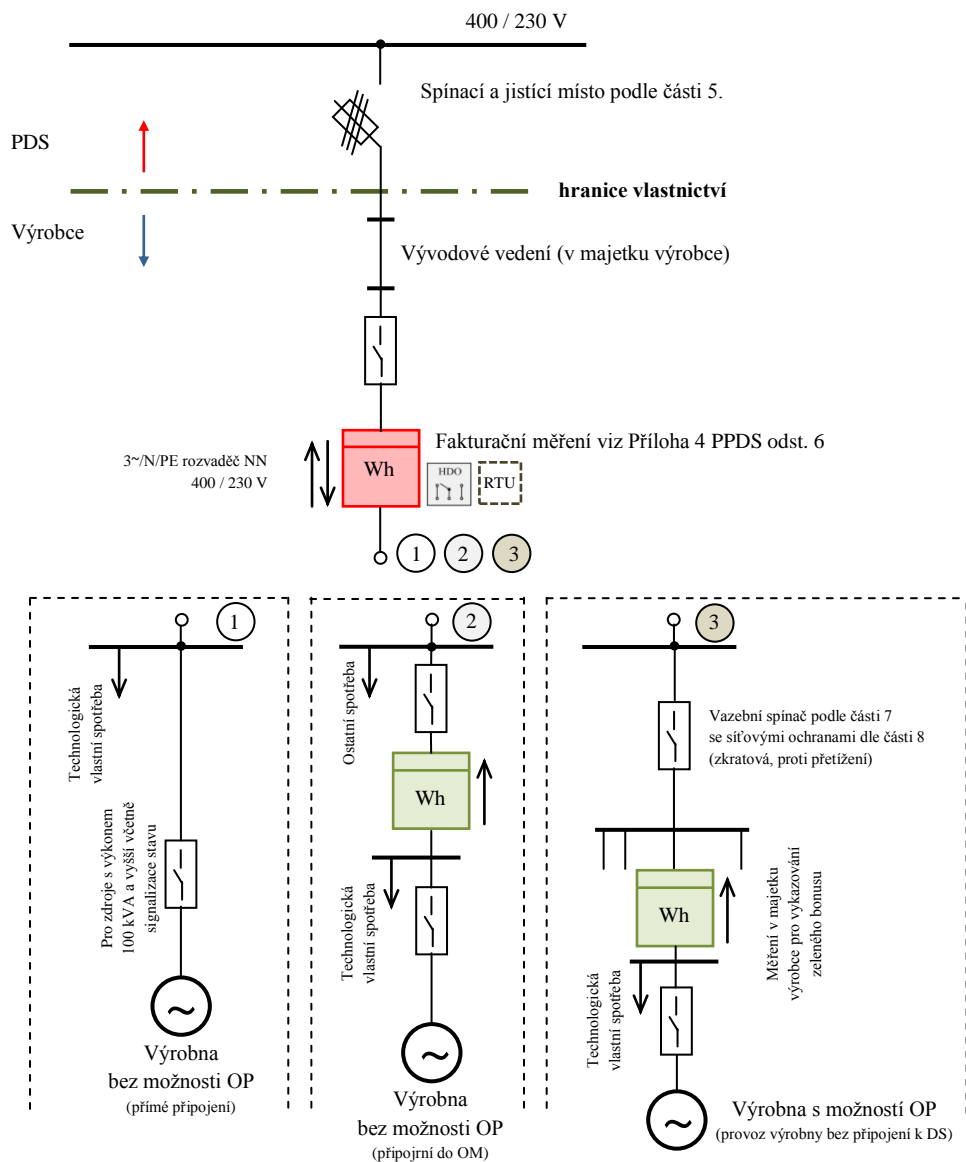 400 / 230 V
Spínací a jistící místo podle části 5.
PDS
hranice vlastnictví
Výrobce
Vývodové vedení (v majetku výrobce)
Fakturační měření viz Příloha 4 PPDS odst. 6
3~/N/PE rozvaděč NN
400 / 230 V
Wh
HDO
RTU
1
2
3
1
Technologická
vlastní spotřeba
Pro zdroje s výkonem
100 kVA a vyšší včetně
signalizace stavu
~
Výrobna
bez možnosti OP
(přímé připojení)
2
Ostatní spotřeba
Wh
Technologická
vlastní spotřeba
~
Výrobna
bez možnosti OP
(připojrní do OM)
3
Vazební spínač podle části 7
se síťovými ochranami dle části 8
(zkratová, proti přetížení)
Wh
Měření v majetku
výrobce pro vykazování
zeleného bonusu
Technologická
vlastní spotřeba
~
Výrobna s možností OP
(provoz výrobny bez připojení k DS)